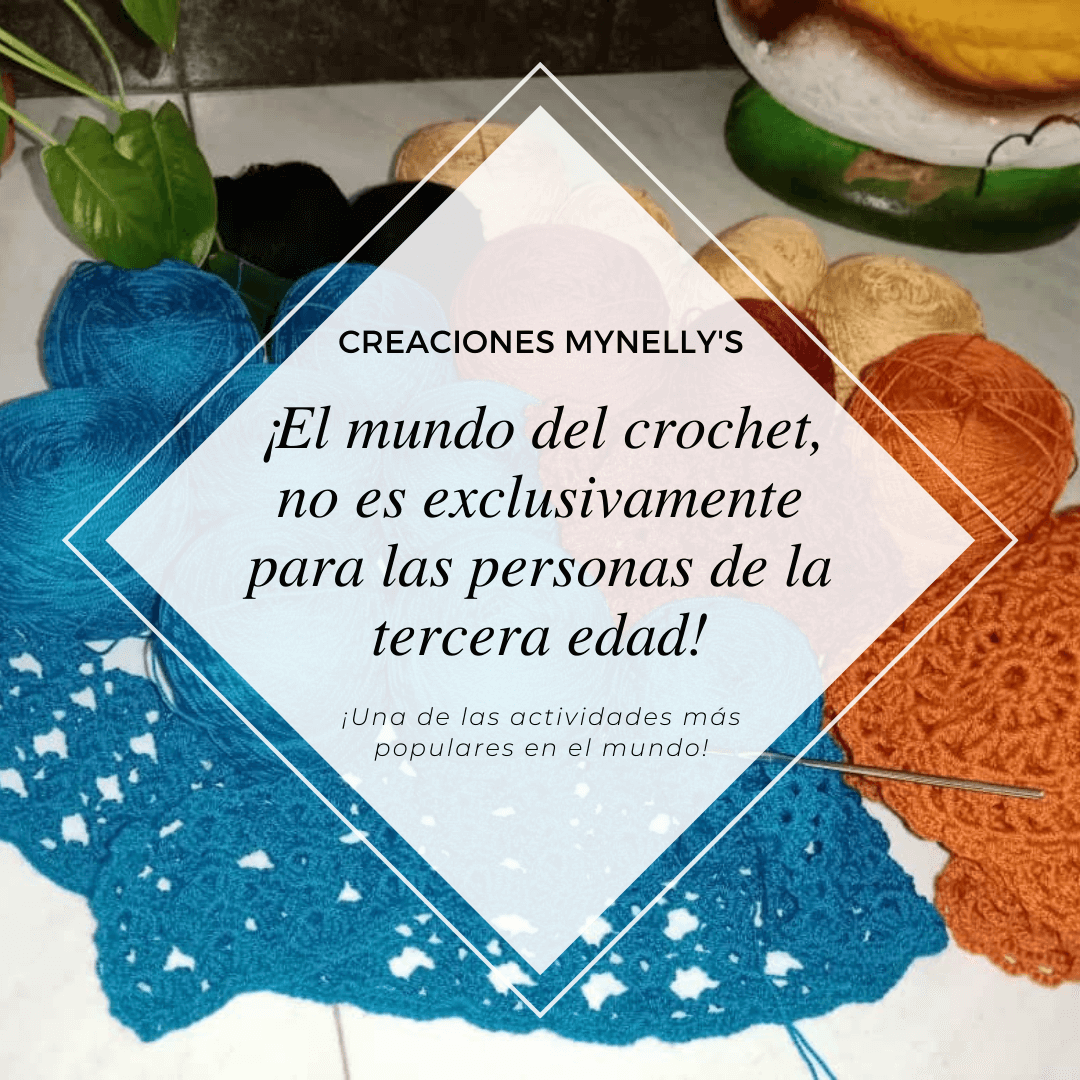 CREACIONES MYNELLY'S
¡El mundo del crochet,
no es exclusivamente
para las personas de la
tercera edad!
¡Una de las actividades más
populares en el mundo!